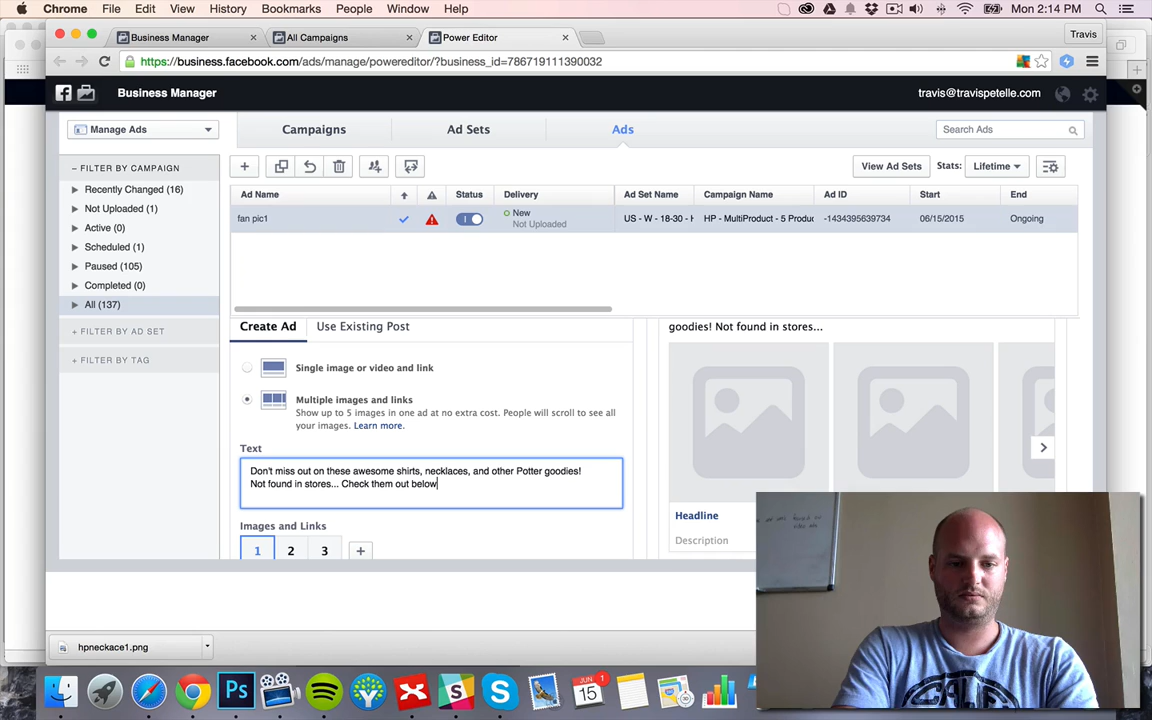 Chrome File Edit View History Bookmarks People Window Help Mon 2:14 PM
Business Manager All Campaigns Power Editor Travis
https://business.facebook.com/ads/manage/powereditor/?business_id=786719111390032
Business Manager travis@travispetelle.com
Manage Ads Campaigns Ad Sets Ads Search Ads
– FILTER BY CAMPAIGN View Ad Sets Stats: Lifetime
Recently Changed (16)
Not Uploaded (1)
Active (0)
Scheduled (1)
Paused (105)
Completed (0)
All (137)
+ FILTER BY AD SET
+ FILTER BY TAG
Ad Name Status Delivery Ad Set Name Campaign Name Ad ID Start End
fan pic1 New Not Uploaded US - W - 18-30 - H HP - MultiProduct - 5 Produc -1434395639734 06/15/2015 Ongoing
Create Ad Use Existing Post
Single image or video and link
Multiple images and links
Show up to 5 images in one ad at no extra cost. People will scroll to see all
your images. Learn more.
Text
Don't miss out on these awesome shirts, necklaces, and other Potter goodies!
Not found in stores... Check them out below
Images and Links
1 2 3 +
goodies! Not found in stores...
Headline
Description
hpneckace1.png
Ps
JUN 1
15